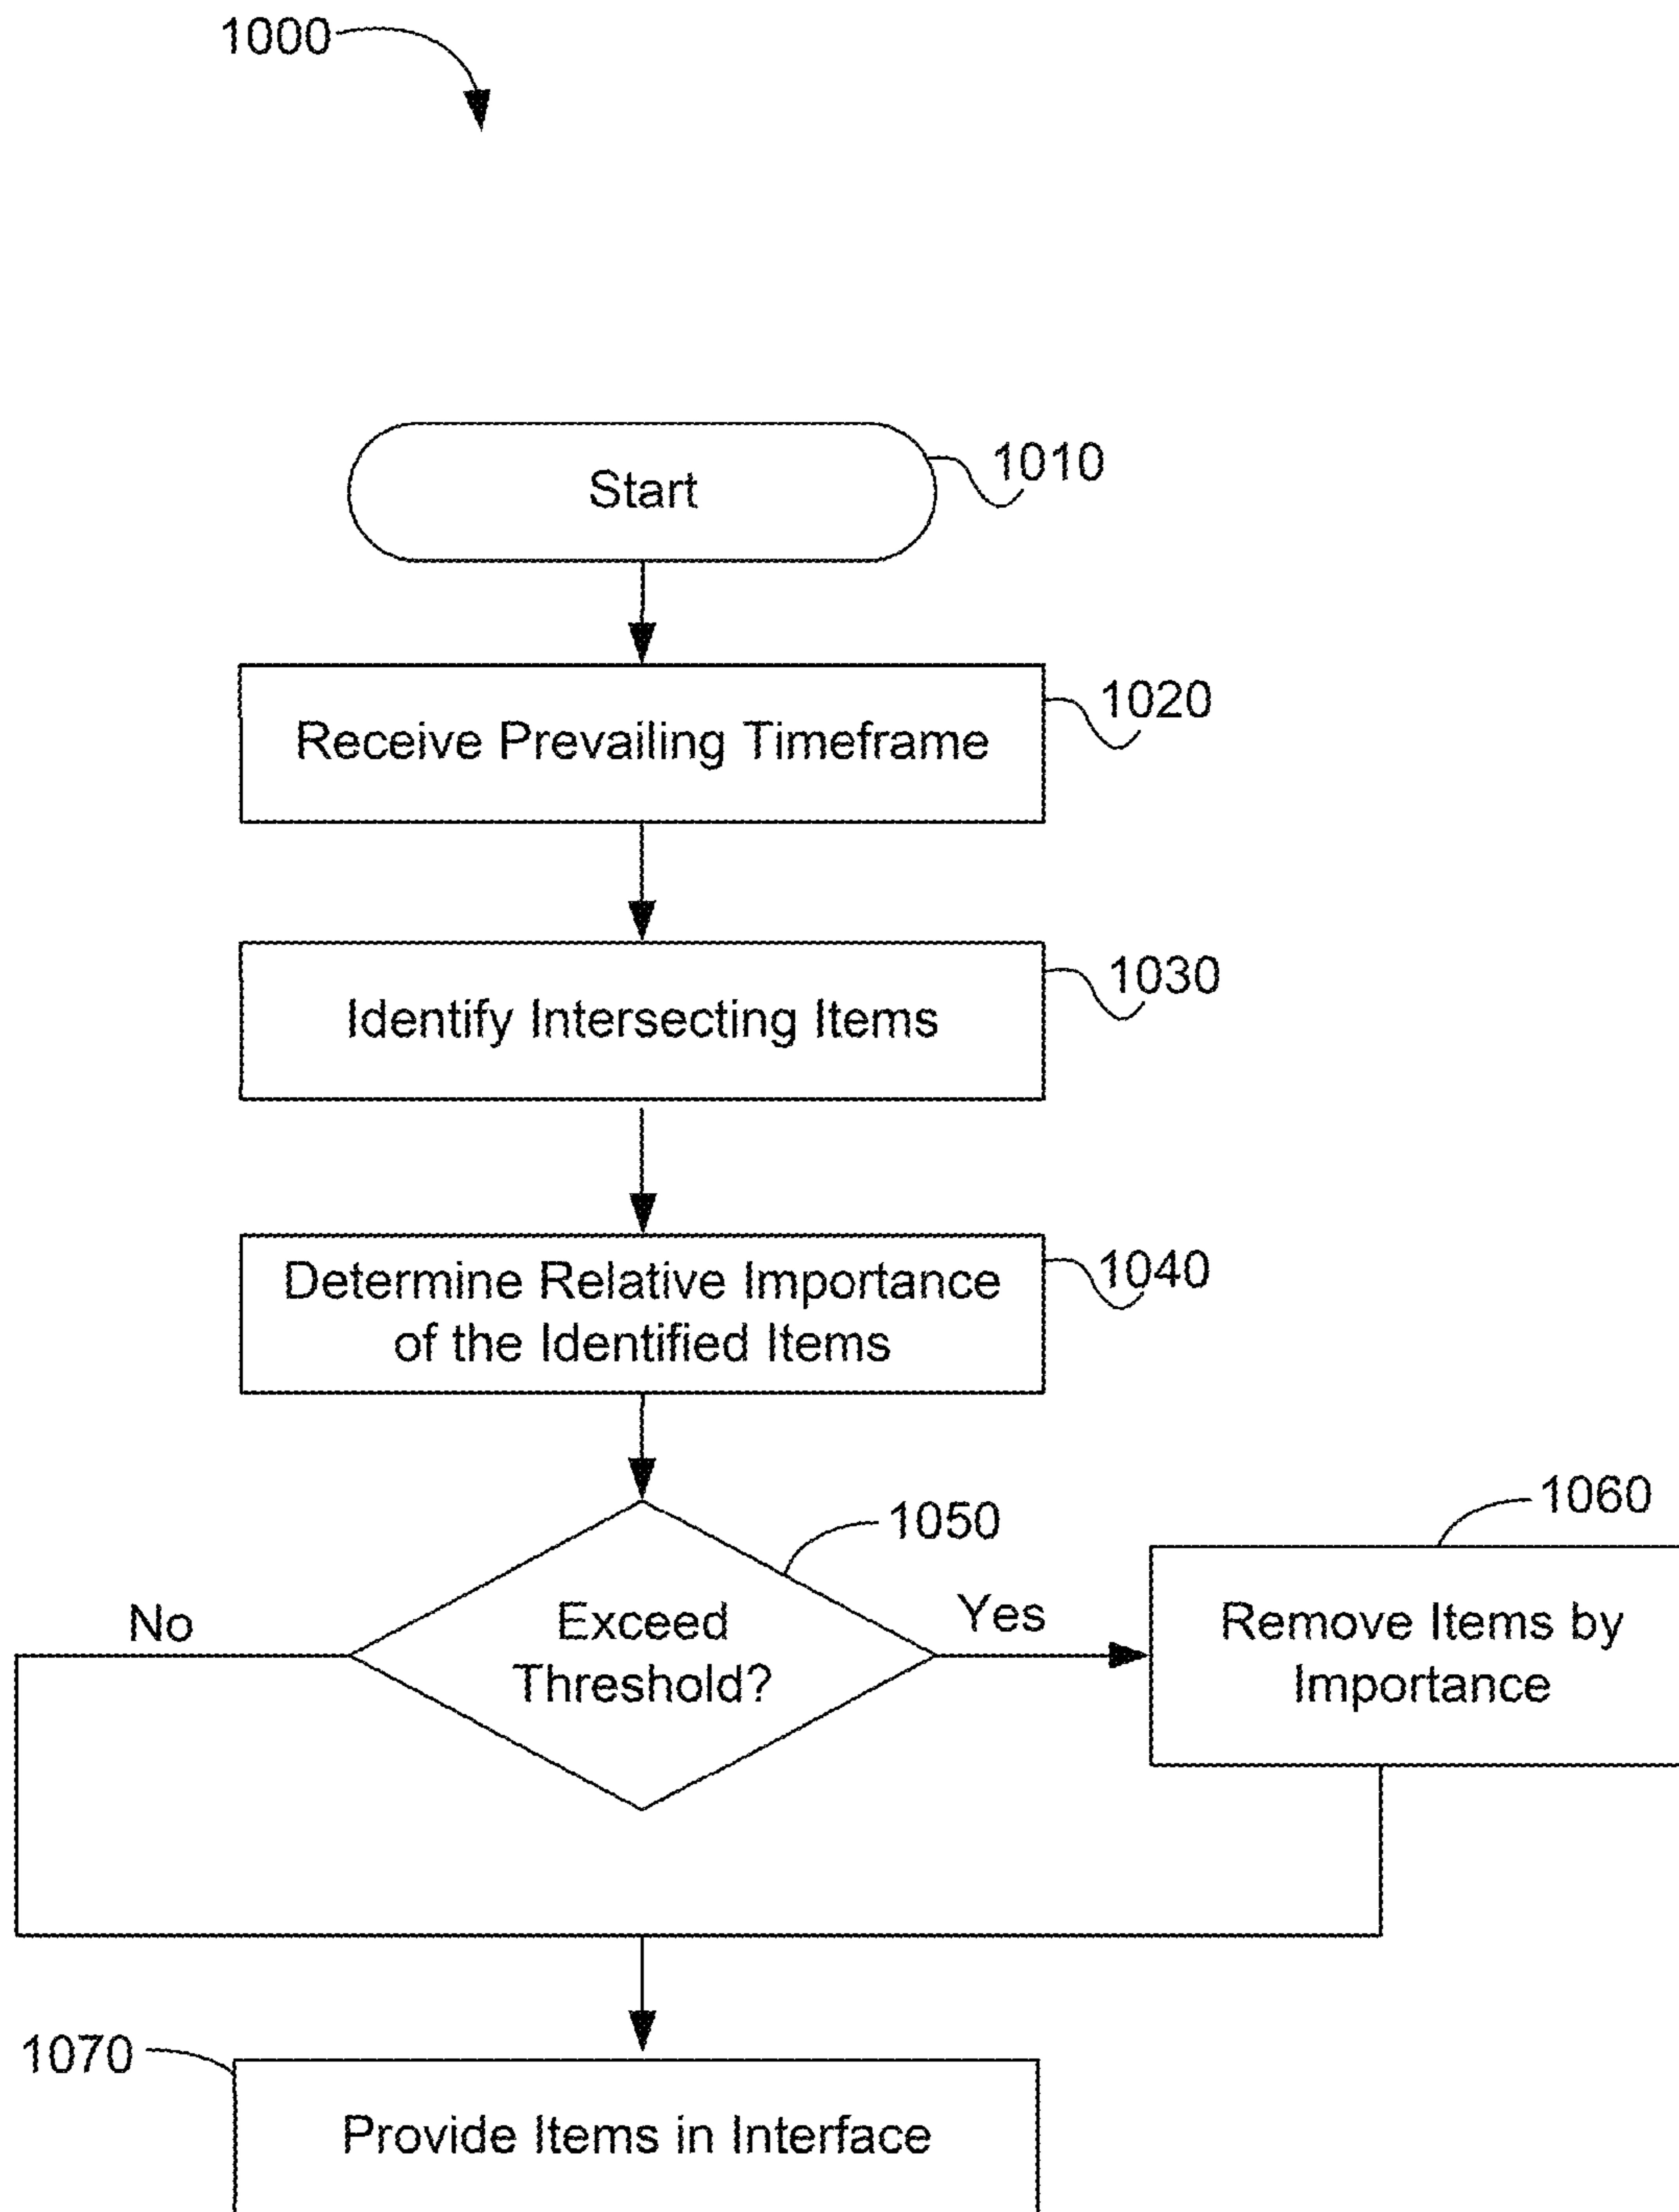 1000
Start
1010
Receive Prevailing Timeframe
1020
Identify Intersecting Items
1030
Determine Relative Importance
of the Identified Items
1040
Exceed
Threshold?
1050
No
Yes
1060
Remove Items by
Importance
1070
Provide Items in Interface